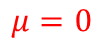 μ = 0